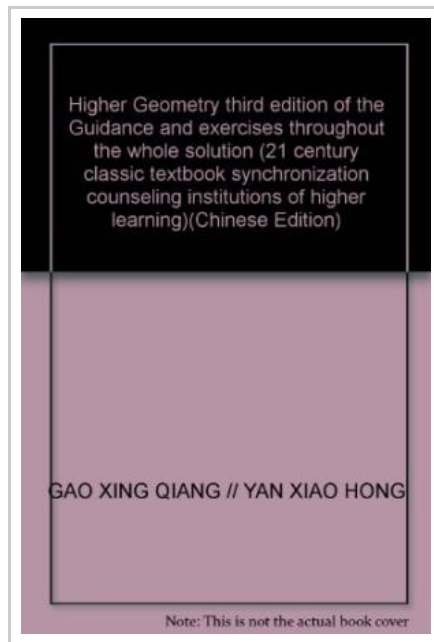 Higher Geometry third edition of the
Guidance and exercises throughout
the whole solution (21 century
classic textbook synchronization
counseling institutions of higher
learning)(Chinese Edition)
GAO XING QIANG // YAN XIAO HONG
Note: This is not the actual book cover